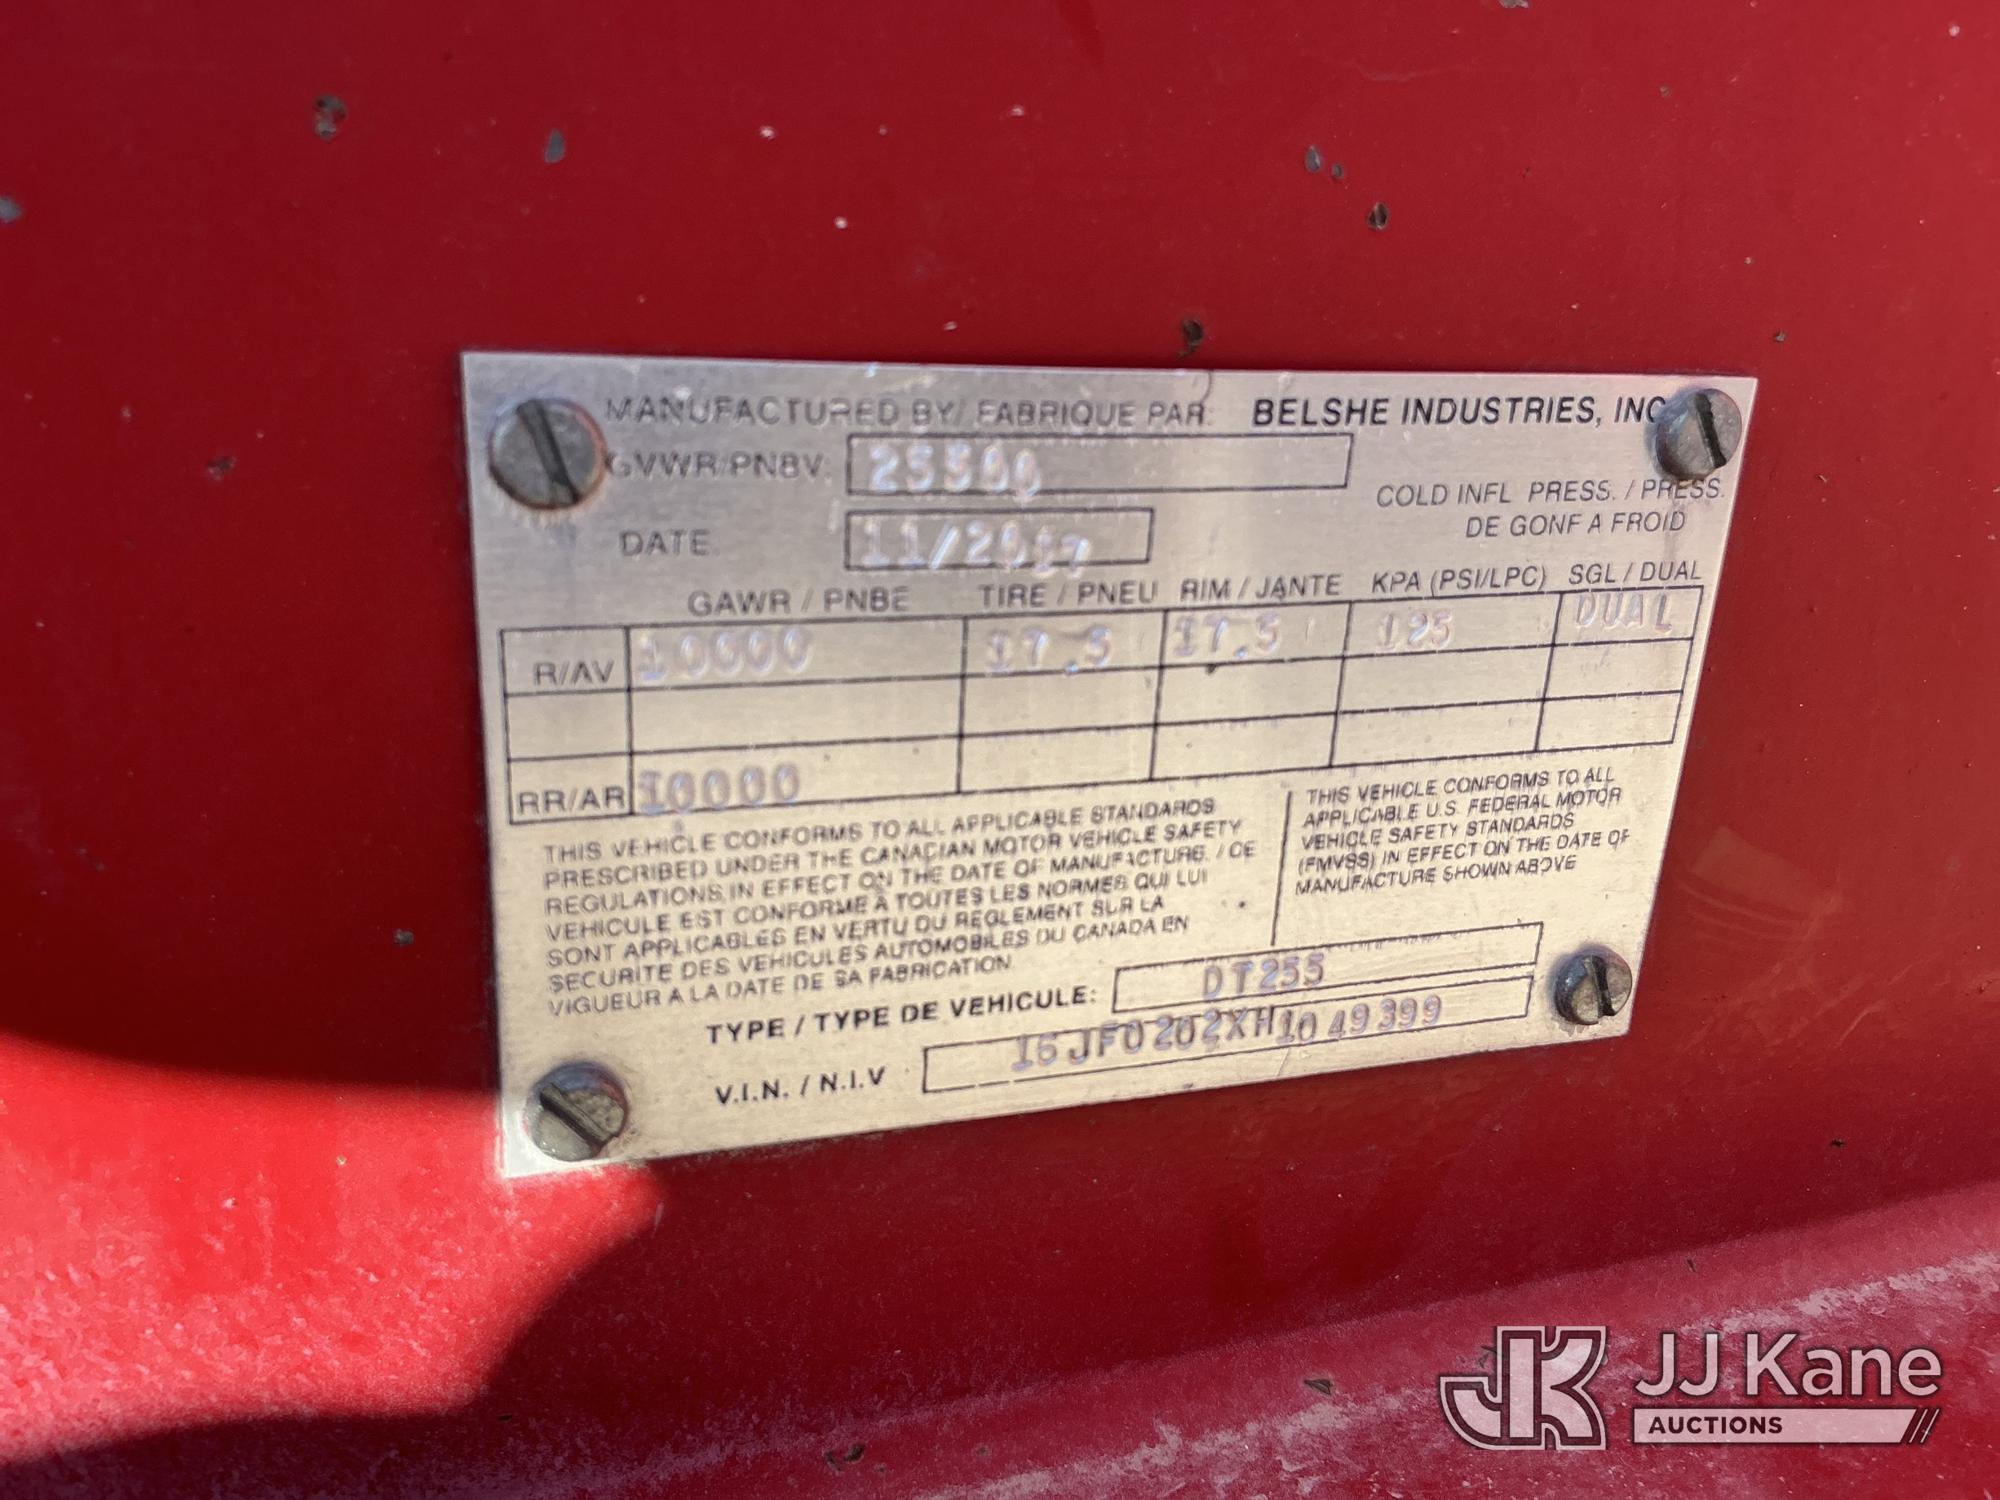 MANUFACTURED BY/ FABRIQUE PAR: BELSHE INDUSTRIES, INC
GVWR/PNBV: 25500
COLD INFL PRESS. / PRESS.
DE GONF A FROID
DATE: 11/2017
GAWR / PNBE TIRE / PNEU RIM / JANTE KPA (PSI/LPC) SGL / DUAL
R/AV 10000 17.5 17.5 125 DUAL
RR/AR 10000
THIS VEHICLE CONFORMS TO ALL APPLICABLE STANDARDS
PRESCRIBED UNDER THE CANADIAN MOTOR VEHICLE SAFETY
REGULATIONS, IN EFFECT ON THE DATE OF MANUFACTURE. / CE
VEHICULE EST CONFORME A TOUTES LES NORMES QUI LUI
SONT APPLICABLES EN VERTU DU REGLEMENT SUR LA
SECURITE DES VEHICULES AUTOMOBILES DU CANADA EN
VIGUEUR A LA DATE DE SA FABRICATION.
THIS VEHICLE CONFORMS TO ALL
APPLICABLE U.S. FEDERAL MOTOR
VEHICLE SAFETY STANDARDS
(FMVSS) IN EFFECT ON THE DATE OF
MANUFACTURE SHOWN ABOVE
TYPE / TYPE DE VEHICULE: DT255
V.I.N. / N.I.V 16JF0202XH1049399
JK JJ Kane
AUCTIONS